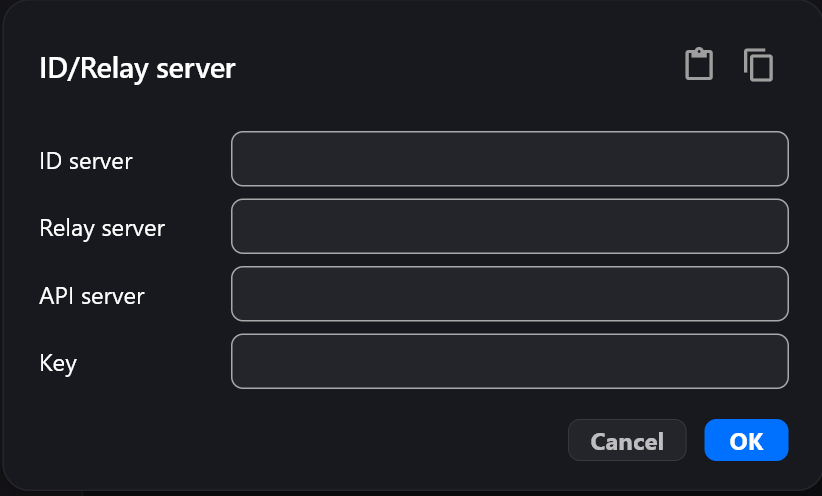 ID/Relay server
ID server
Relay server
API server
Key
Cancel OK